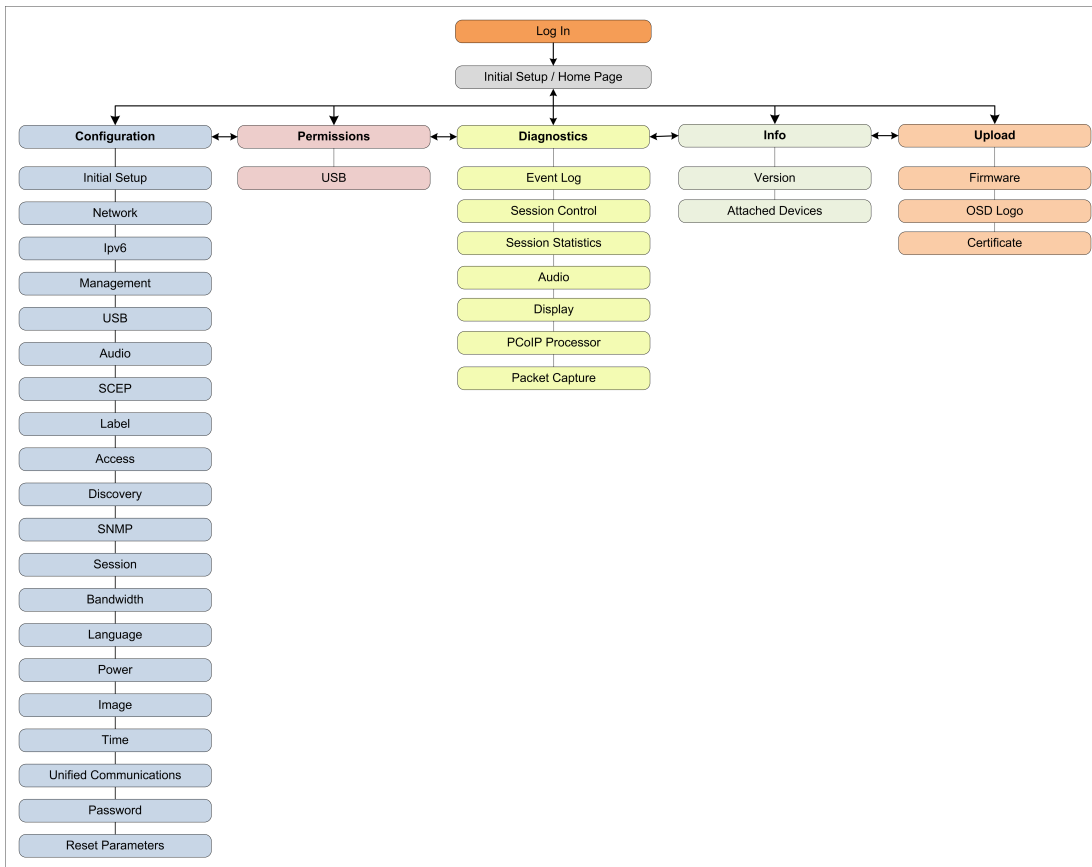 Log In
Initial Setup / Home Page
Configuration
Permissions
Diagnostics
Info
Upload
Initial Setup
Network
Ipv6
Management
USB
Audio
SCEP
Label
Access
Discovery
SNMP
Session
Bandwidth
Language
Power
Image
Time
Unified Communications
Password
Reset Parameters
USB
Event Log
Session Control
Session Statistics
Audio
Display
PCoIP Processor
Packet Capture
Version
Attached Devices
Firmware
OSD Logo
Certificate